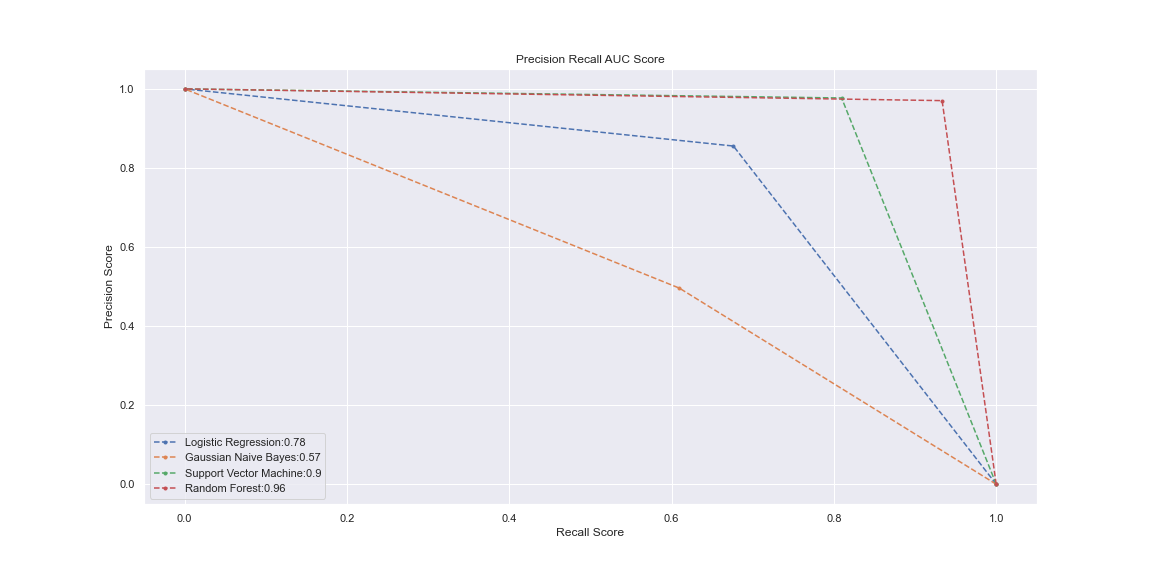 Precision Recall AUC Score
1.0
0.8
0.6
0.4
0.2
0.0
Precision Score
Logistic Regression:0.78
Gaussian Naive Bayes:0.57
Support Vector Machine:0.9
Random Forest:0.96
0.0 0.2 0.4 0.6 0.8 1.0
Recall Score